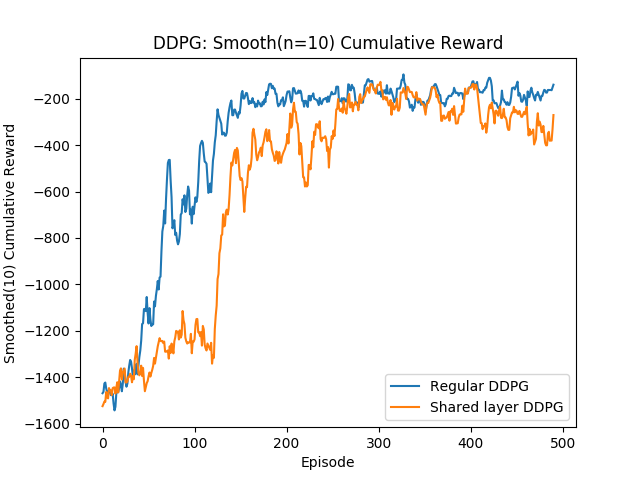 DDPG: Smooth(n=10) Cumulative Reward
Smoothed(10) Cumulative Reward
−200
−400
−600
−800
−1000
−1200
−1400
−1600
0
100
200
300
400
500
Episode
Regular DDPG
Shared layer DDPG